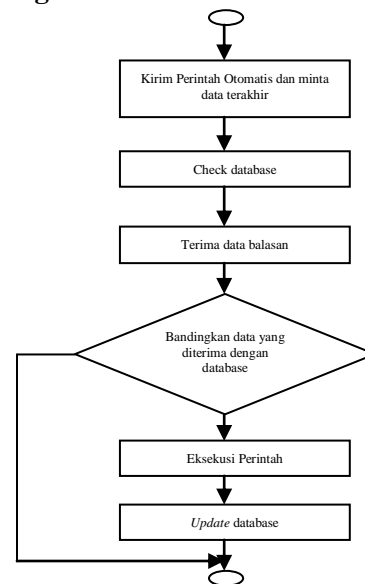 Kirim Perintah Otomatis dan minta
data terakhir
Check database
Terima data balasan
Bandingkan data yang
diterima dengan
database
Eksekusi Perintah
Update database